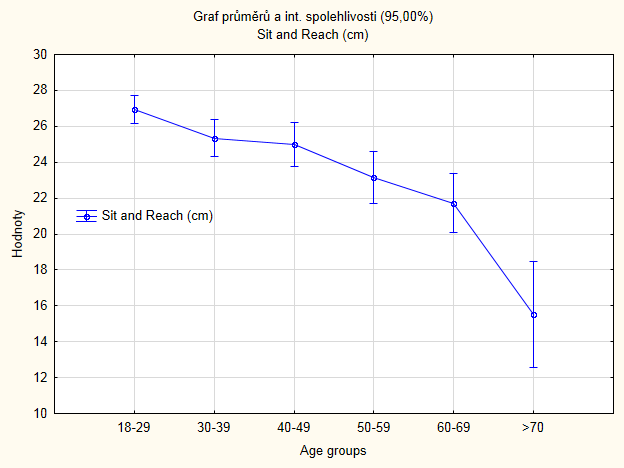 Graf průměrů a int. spolehlivosti (95,00%)
Sit and Reach (cm)
30
28
26
24
22
20
18
16
14
12
10
Hodnoty
Sit and Reach (cm)
18-29 30-39 40-49 50-59 60-69 >70
Age groups